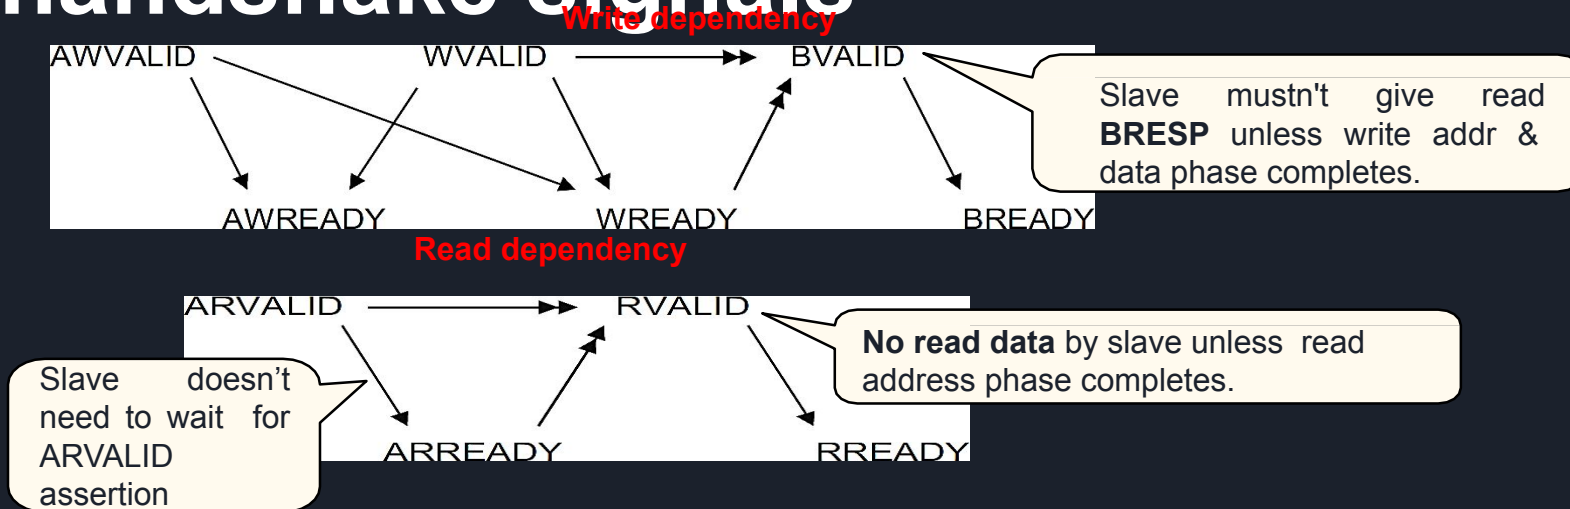 handshake signals
Write dependency
AWVALID WVALID BVALID
Slave mustn't give read
BRESP unless write addr &
data phase completes.
AWREADY WREADY BREADY
Read dependency
ARVALID RVALID
No read data by slave unless read
address phase completes.
Slave doesn’t
need to wait for
ARVALID
assertion
ARREADY RREADY